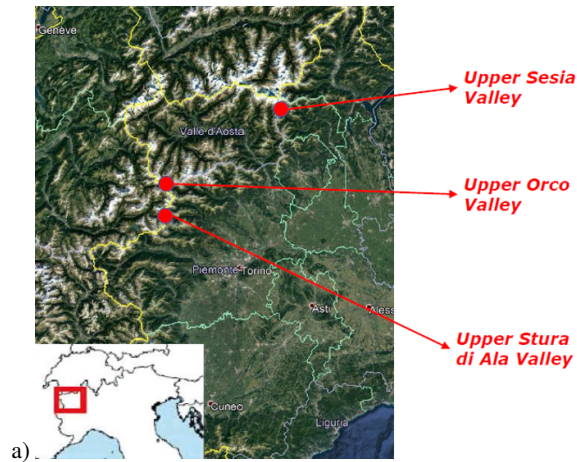 Genève
Upper Sesia
Valley
Valle d'Aosta
Upper Orco
Valley
Piemonte
Torino
Asti
Aless
Upper Stura
di Ala Valley
Cuneo
Liguria
a)